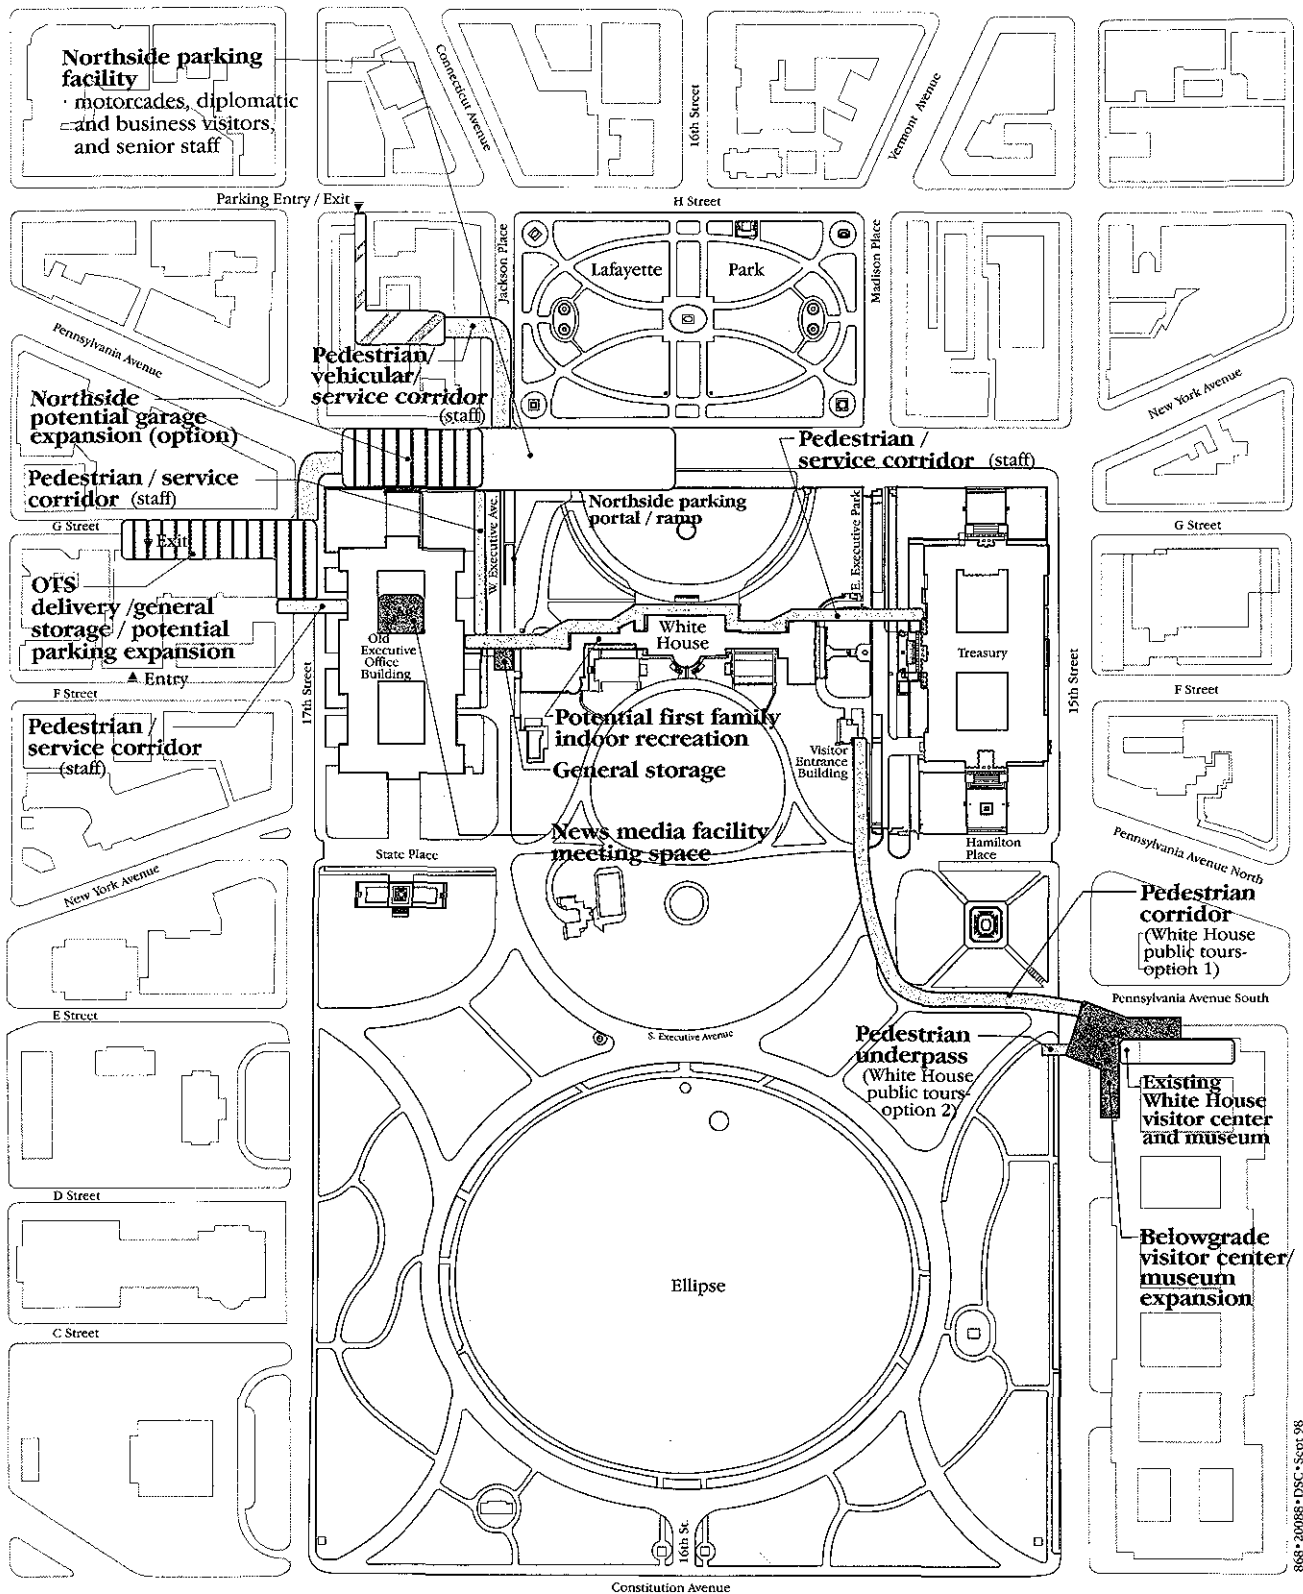 Northside parking
facility
· motorcades, diplomatic
and business visitors,
and senior staff
Connecticut Avenue
16th Street
Vermont Avenue
Parking Entry / Exit
H Street
Jackson Place
Lafayette
Park
Madison Place
Pennsylvania Avenue
New York Avenue
Pedestrian/
vehicular/
service corridor
(staff)
Northside
potential garage
expansion (option)
Pedestrian /
service corridor (staff)
Pedestrian / service
corridor (staff)
Northside parking
portal / ramp
W. Executive Ave.
E. Executive Park
G Street
G Street
Exit
OTS
delivery /general
storage / potential
parking expansion
Entry
Old
Executive
Office
Building
White
House
Treasury
17th Street
15th Street
F Street
F Street
Pedestrian /
service corridor
(staff)
Potential first family
indoor recreation
General storage
Visitor
Entrance
Building
News media facility
meeting space
State Place
Hamilton
Place
Pennsylvania Avenue North
New York Avenue
Pedestrian
corridor
(White House
public tours-
option 1)
Pennsylvania Avenue South
E Street
S. Executive Avenue
Pedestrian
underpass
(White House
public tours-
option 2)
Existing
White House
visitor center
and museum
D Street
Belowgrade
visitor center/
museum
expansion
Ellipse
C Street
16th St.
Constitution Avenue
868•20088•DSC•Sept 98